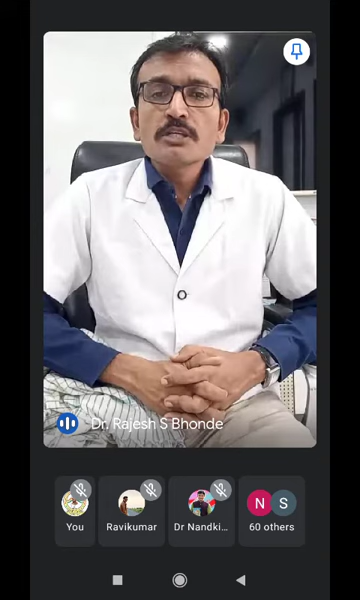 Dr. Rajesh S Bhonde
You
Ravikumar
Dr Nandki...
N S
60 others